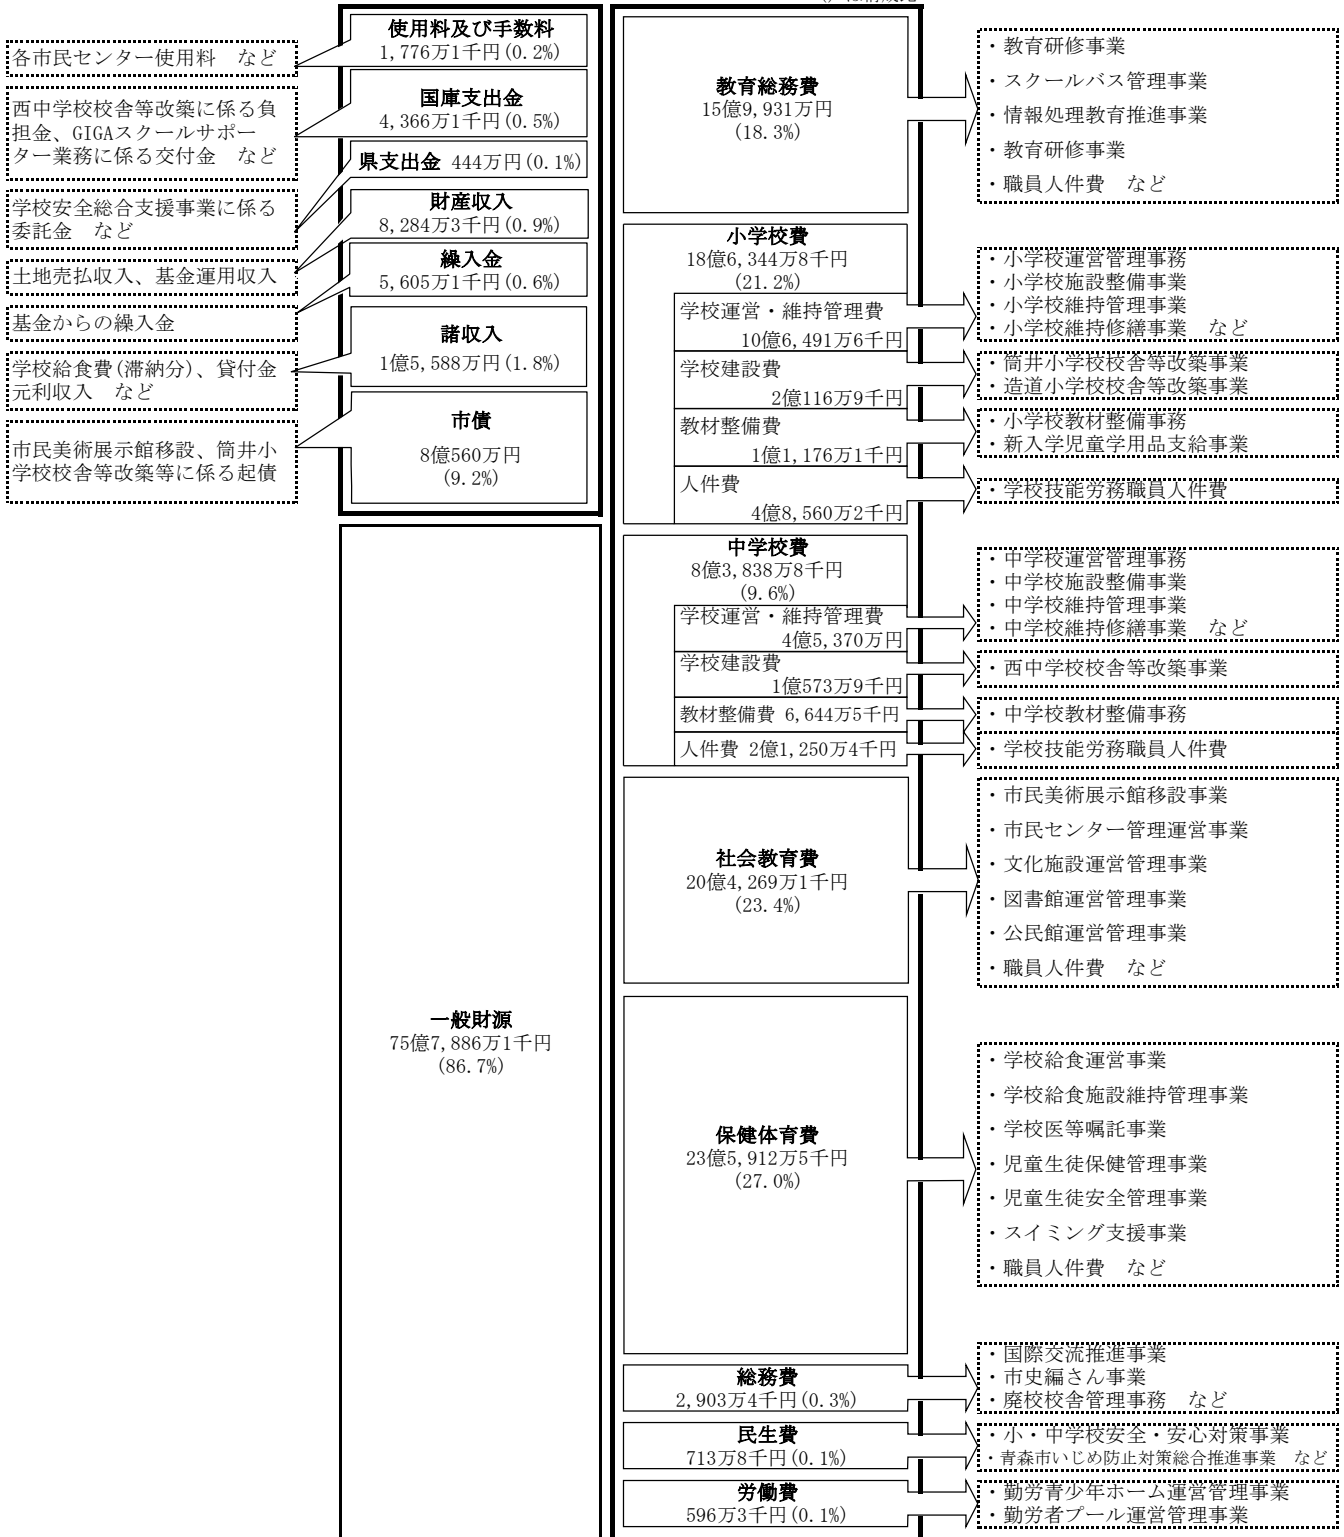 使用料及び手数料
1,776万1千円(0.2%)
各市民センター使用料　など
国庫支出金
4,366万1千円(0.5%)
西中学校校舎等改築に係る負
担金、GIGAスクールサポー
ター業務に係る交付金　など
県支出金 444万円(0.1%)
学校安全総合支援事業に係る
委託金　など
財産収入
8,284万3千円(0.9%)
土地売払収入、基金運用収入
繰入金
5,605万1千円(0.6%)
基金からの繰入金
諸収入
1億5,588万円(1.8%)
学校給食費(滞納分)、貸付金
元利収入　など
市債
8億560万円
(9.2%)
市民美術展示館移設、筒井小
学校校舎等改築等に係る起債
一般財源
75億7,886万1千円
(86.7%)
教育総務費
15億9,931万円
(18.3%)
・教育研修事業
・スクールバス管理事業
・情報処理教育推進事業
・教育研修事業
・職員人件費　など
小学校費
18億6,344万8千円
(21.2%)
学校運営・維持管理費
10億6,491万6千円
・小学校運営管理事務
・小学校施設整備事業
・小学校維持管理事業
・小学校維持修繕事業　など
学校建設費
2億116万9千円
・筒井小学校校舎等改築事業
・造道小学校校舎等改築事業
教材整備費
1億1,176万1千円
・小学校教材整備事務
・新入学児童学用品支給事業
人件費
4億8,560万2千円
・学校技能労務職員人件費
中学校費
8億3,838万8千円
(9.6%)
学校運営・維持管理費
4億5,370万円
・中学校運営管理事務
・中学校施設整備事業
・中学校維持管理事業
・中学校維持修繕事業　など
学校建設費
1億573万9千円
・西中学校校舎等改築事業
教材整備費 6,644万5千円
・中学校教材整備事務
人件費 2億1,250万4千円
・学校技能労務職員人件費
社会教育費
20億4,269万1千円
(23.4%)
・市民美術展示館移設事業
・市民センター管理運営事業
・文化施設運営管理事業
・図書館運営管理事業
・公民館運営管理事業
・職員人件費　など
保健体育費
23億5,912万5千円
(27.0%)
・学校給食運営事業
・学校給食施設維持管理事業
・学校医等嘱託事業
・児童生徒保健管理事業
・児童生徒安全管理事業
・スイミング支援事業
・職員人件費　など
総務費
2,903万4千円(0.3%)
・国際交流推進事業
・市史編さん事業
・廃校校舎管理事務　など
民生費
713万8千円(0.1%)
・小・中学校安全・安心対策事業
・青森市いじめ防止対策総合推進事業　など
労働費
596万3千円(0.1%)
・勤労青少年ホーム運営管理事業
・勤労者プール運営管理事業